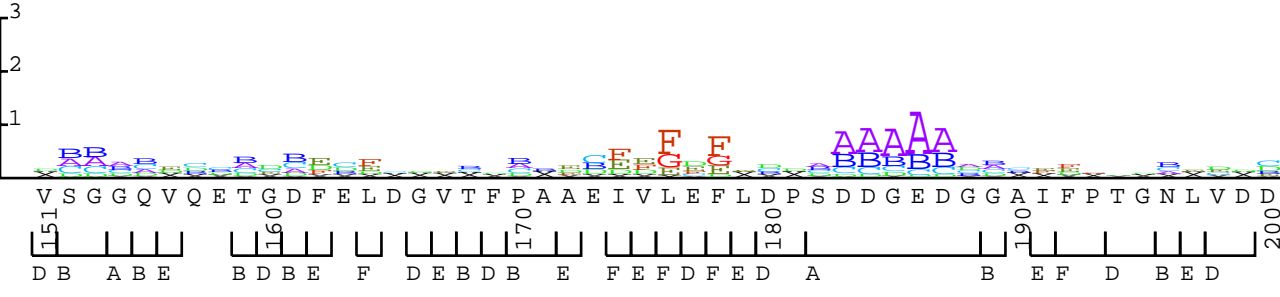 3
2
1
F F A A A A A
B B G G B B B B B
V S G G Q V Q E T G D F E L D G V T F P A A E I V L E F L D P S D D G E D G G A I F P T G N L V D D
151 160 170 180 190 200
D B A B E B D B E F D E B D B E F E F D F E D A B E F D B E D